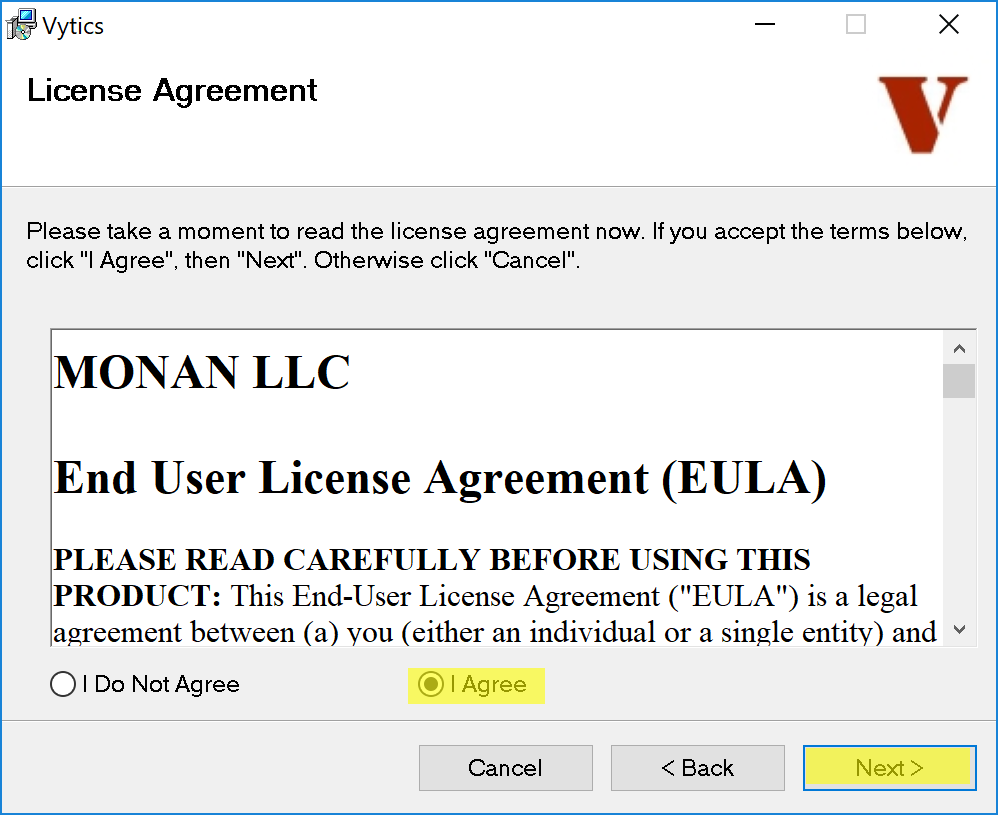 Vytics
License Agreement
V
Please take a moment to read the license agreement now. If you accept the terms below,
click "I Agree", then "Next". Otherwise click "Cancel".
MONAN LLC
End User License Agreement (EULA)
PLEASE READ CAREFULLY BEFORE USING THIS
PRODUCT: This End-User License Agreement ("EULA") is a legal
agreement between (a) you (either an individual or a single entity) and
I Do Not Agree
I Agree
Cancel
< Back
Next >